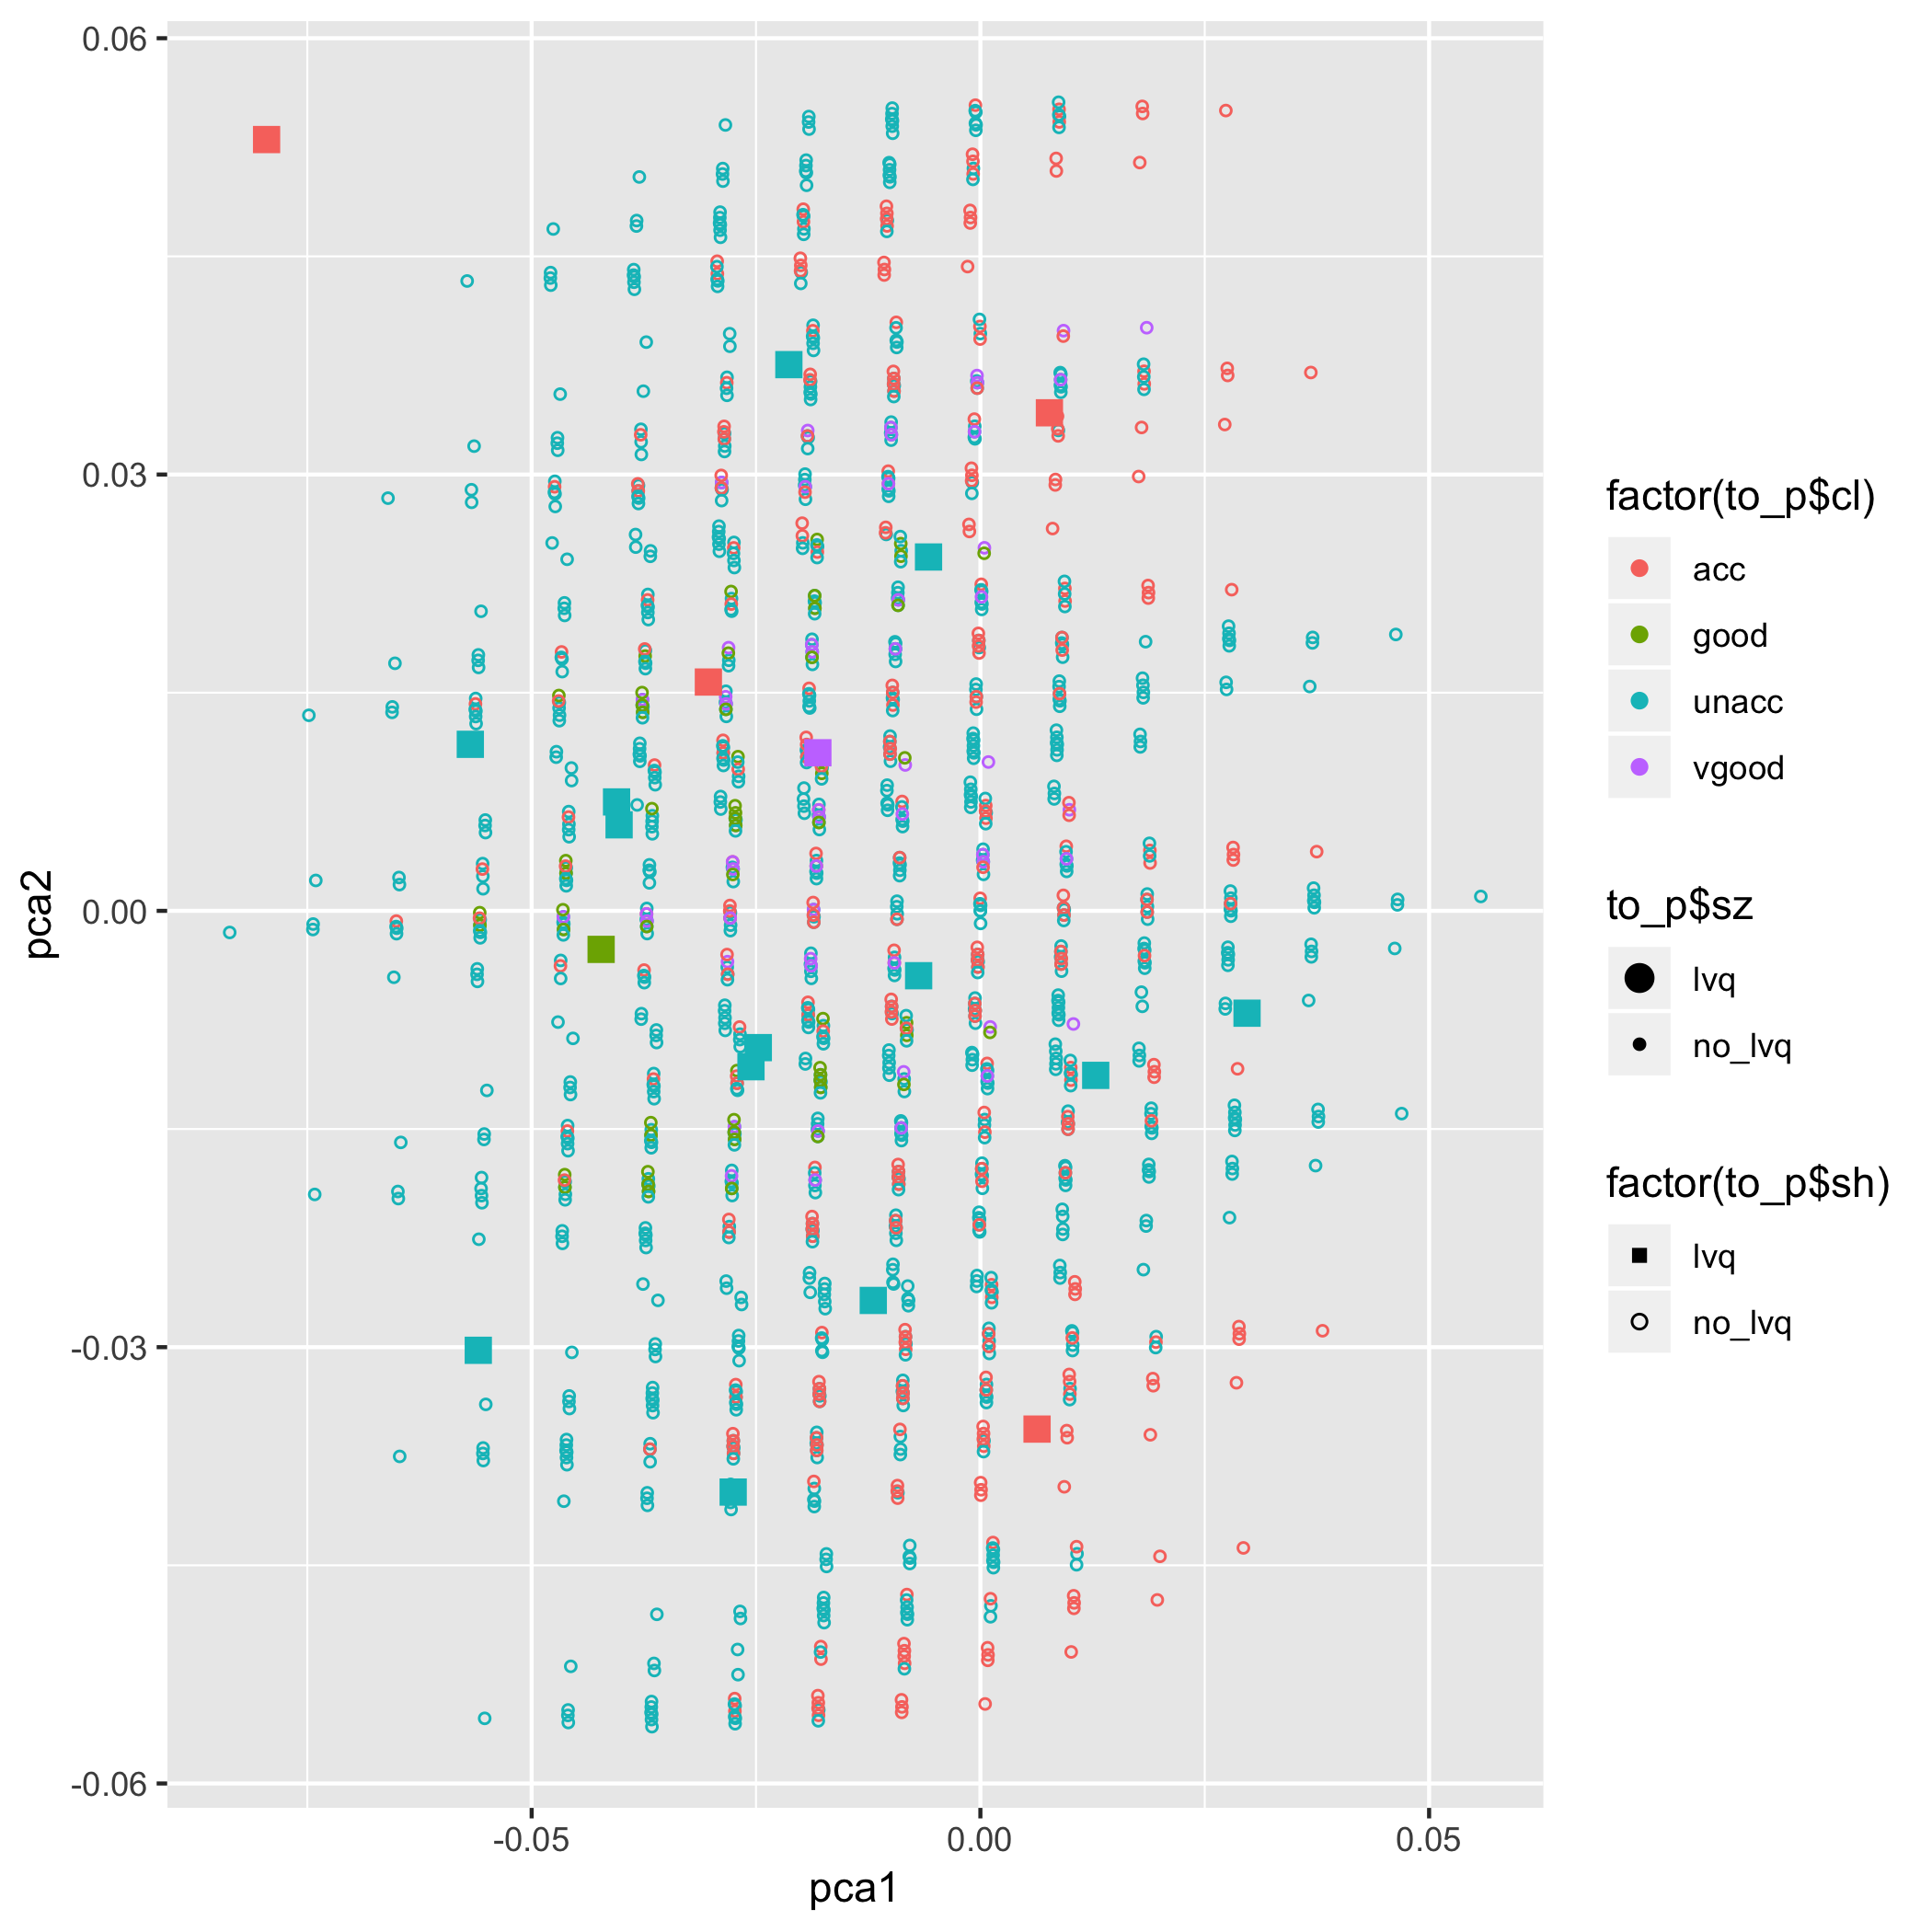 0.06
0.03
0.00
-0.03
-0.06
pca2
-0.05
0.00
0.05
pca1
factor(to_p$cl)
acc
good
unacc
vgood
to_p$sz
lvq
no_lvq
factor(to_p$sh)
lvq
no_lvq